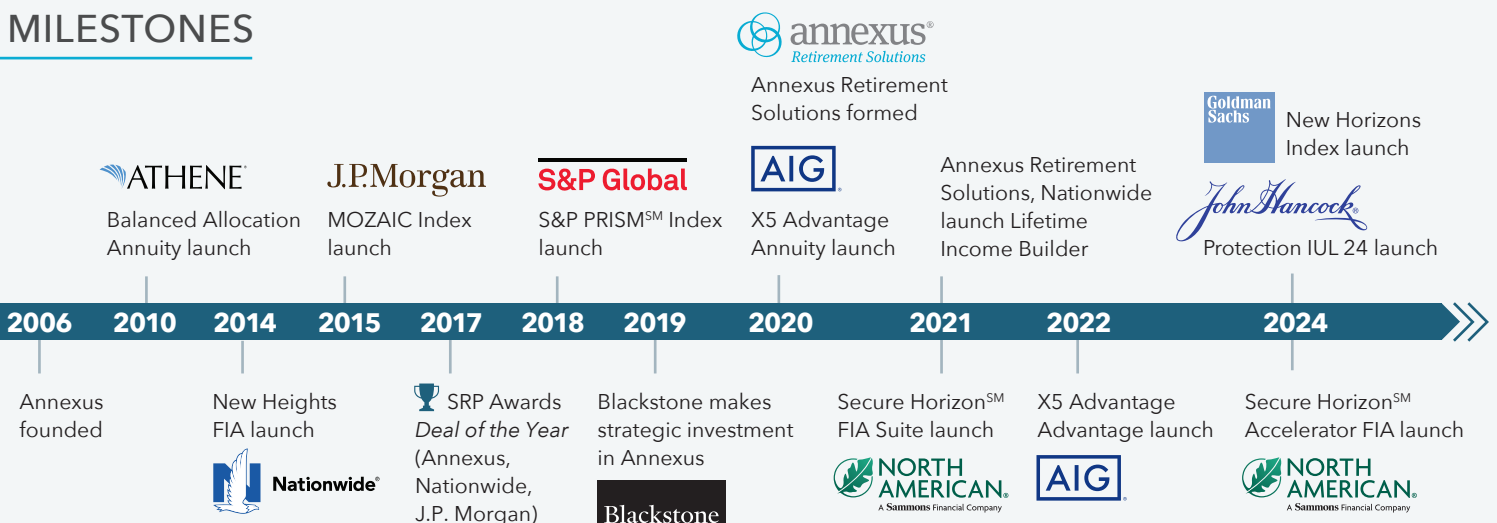 MILESTONES
annexus®
Retirement Solutions
Annexus Retirement
Solutions formed
ATHENE®
Balanced Allocation
Annuity launch
J.P.Morgan
MOZAIC Index
launch
S&P Global
S&P PRISM℠ Index
launch
AIG®
X5 Advantage
Annuity launch
Annexus Retirement
Solutions, Nationwide
launch Lifetime
Income Builder
Goldman
Sachs
New Horizons
Index launch
John Hancock®
Protection IUL 24 launch
2006 2010 2014 2015 2017 2018 2019 2020 2021 2022 2024
Annexus
founded
New Heights
FIA launch
Nationwide®
SRP Awards
Deal of the Year
(Annexus,
Nationwide,
J.P. Morgan)
Blackstone makes
strategic investment
in Annexus
Blackstone
Secure Horizon℠
FIA Suite launch
NORTH
AMERICAN®
A Sammons Financial Company
X5 Advantage
Advantage launch
AIG®
Secure Horizon℠
Accelerator FIA launch
NORTH
AMERICAN®
A Sammons Financial Company